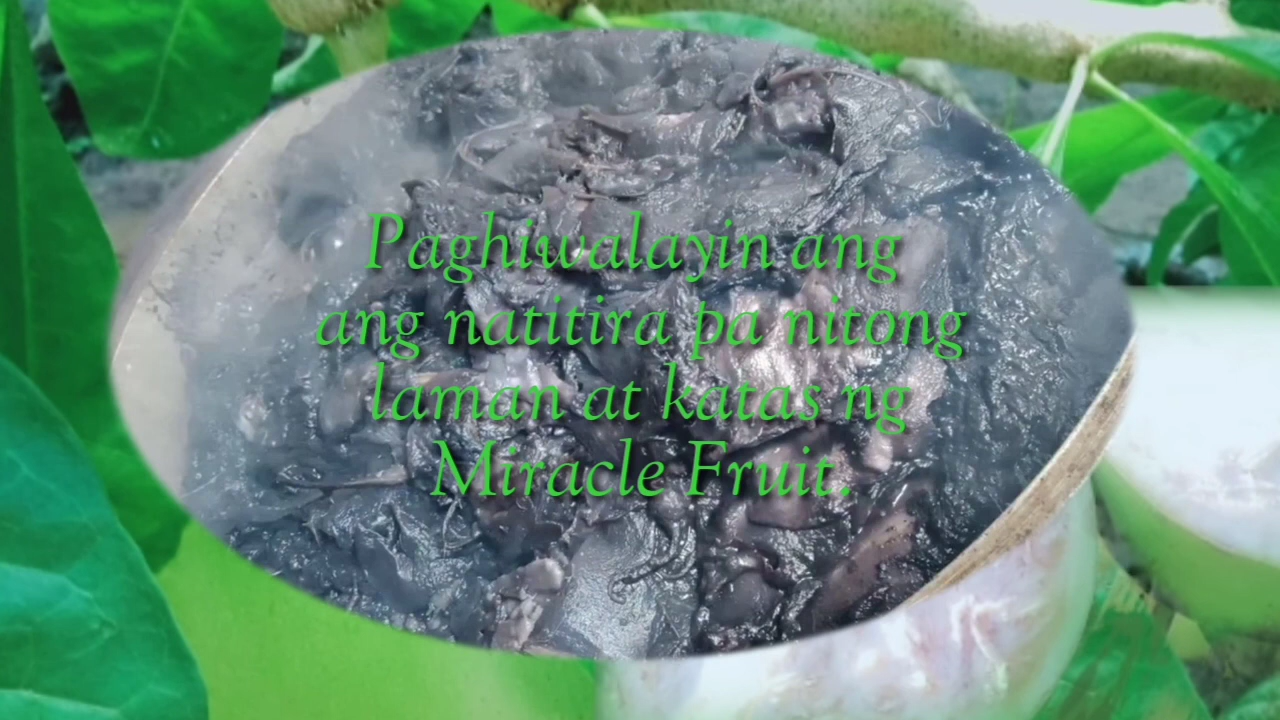 Paghiwalayin ang
ang natitira pa nitong
laman at katas ng
Miracle Fruit.